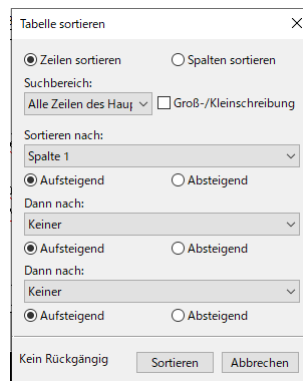 Tabelle sortieren
Zeilen sortieren Spalten sortieren
Suchbereich:
Alle Zeilen des Haup Groß-/Kleinschreibung
Sortieren nach:
Spalte 1
Aufsteigend Absteigend
Dann nach:
Keiner
Aufsteigend Absteigend
Dann nach:
Keiner
Aufsteigend Absteigend
Kein Rückgängig Sortieren Abbrechen